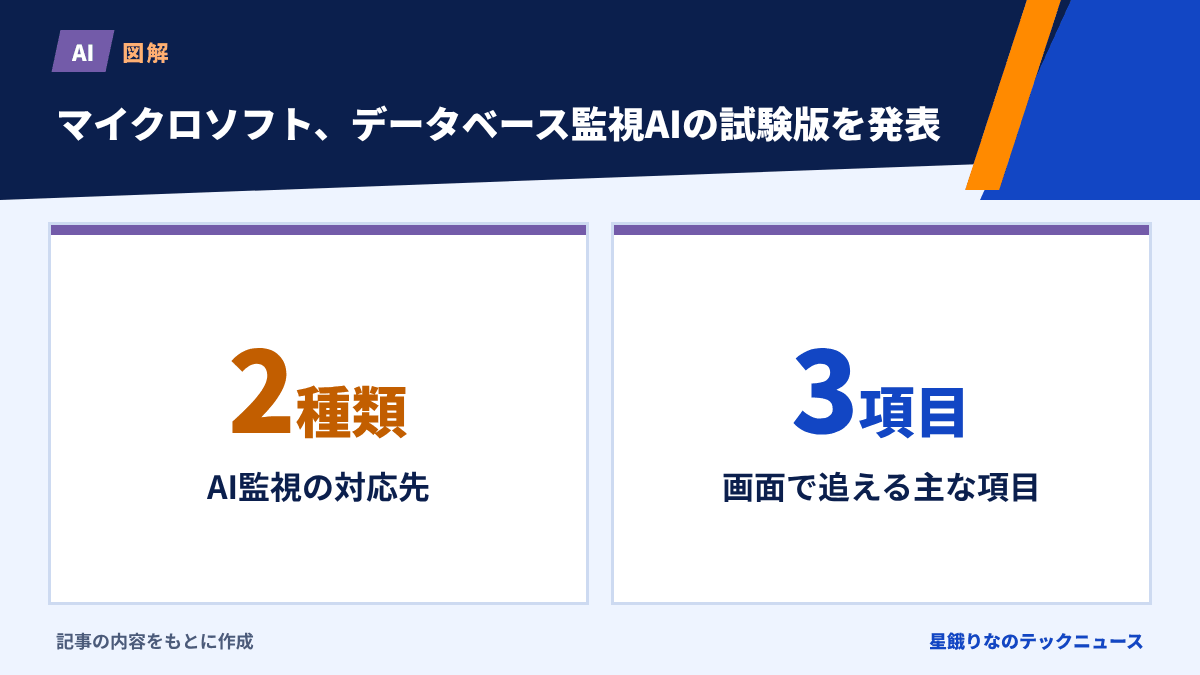 AI 図解
マイクロソフト、データベース監視AIの試験版を発表
2種類
AI監視の対応先
3項目
画面で追える主な項目
記事の内容をもとに作成
星餓りなのテックニュース